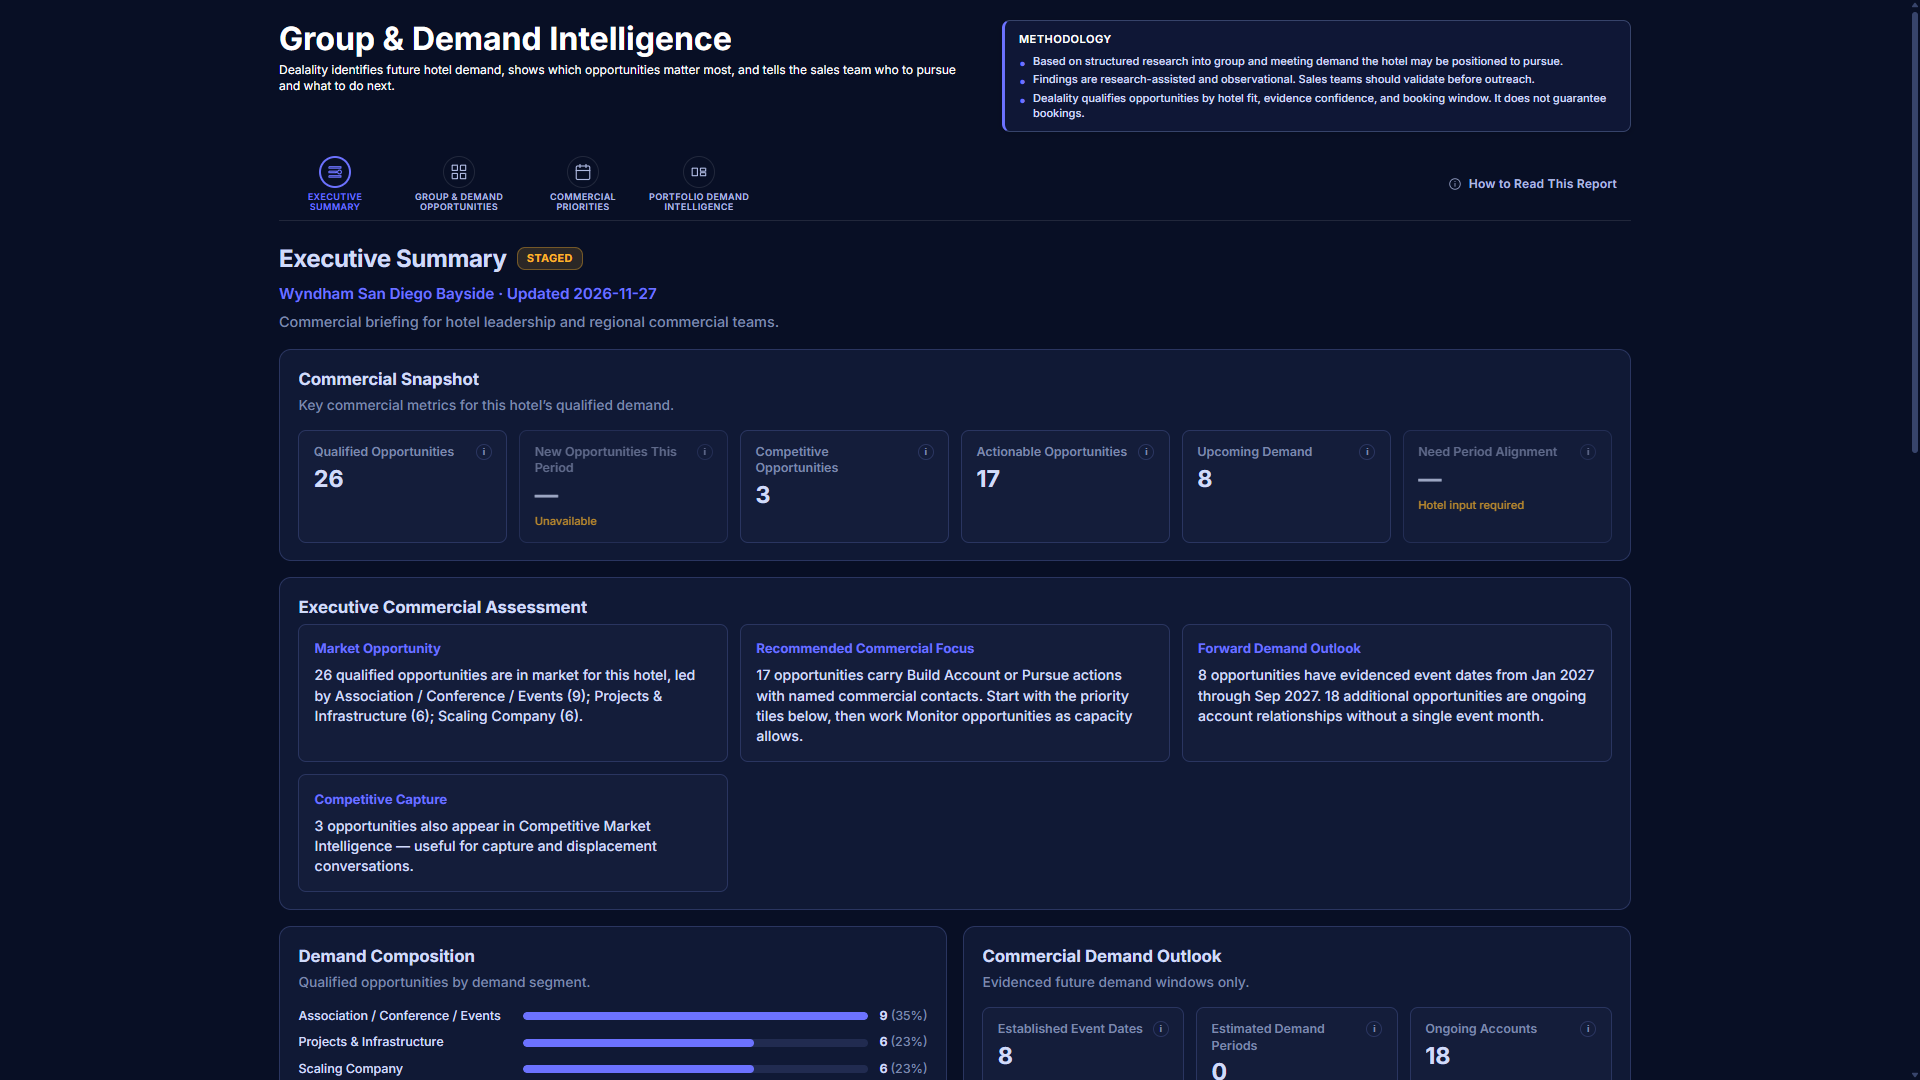 Group & Demand Intelligence
Dealality identifies future hotel demand, shows which opportunities matter most, and tells the sales team who to pursue
and what to do next.
METHODOLOGY
Based on structured research into group and meeting demand the hotel may be positioned to pursue.
Findings are research-assisted and observational. Sales teams should validate before outreach.
Dealality qualifies opportunities by hotel fit, evidence confidence, and booking window. It does not guarantee
bookings.
EXECUTIVE
SUMMARY
GROUP & DEMAND
OPPORTUNITIES
COMMERCIAL
PRIORITIES
PORTFOLIO DEMAND
INTELLIGENCE
How to Read This Report
Executive Summary
STAGED
Wyndham San Diego Bayside · Updated 2026-11-27
Commercial briefing for hotel leadership and regional commercial teams.
Commercial Snapshot
Key commercial metrics for this hotel’s qualified demand.
Qualified Opportunities
26
New Opportunities This
Period
—
Unavailable
Competitive
Opportunities
3
Actionable Opportunities
17
Upcoming Demand
8
Need Period Alignment
—
Hotel input required
Executive Commercial Assessment
Market Opportunity
26 qualified opportunities are in market for this hotel, led
by Association / Conference / Events (9); Projects &
Infrastructure (6); Scaling Company (6).
Recommended Commercial Focus
17 opportunities carry Build Account or Pursue actions
with named commercial contacts. Start with the priority
tiles below, then work Monitor opportunities as capacity
allows.
Forward Demand Outlook
8 opportunities have evidenced event dates from Jan 2027
through Sep 2027. 18 additional opportunities are ongoing
account relationships without a single event month.
Competitive Capture
3 opportunities also appear in Competitive Market
Intelligence — useful for capture and displacement
conversations.
Demand Composition
Qualified opportunities by demand segment.
Association / Conference / Events 9 (35%)
Projects & Infrastructure 6 (23%)
Scaling Company 6 (23%)
Commercial Demand Outlook
Evidenced future demand windows only.
Established Event Dates
8
Estimated Demand
Periods
0
Ongoing Accounts
18